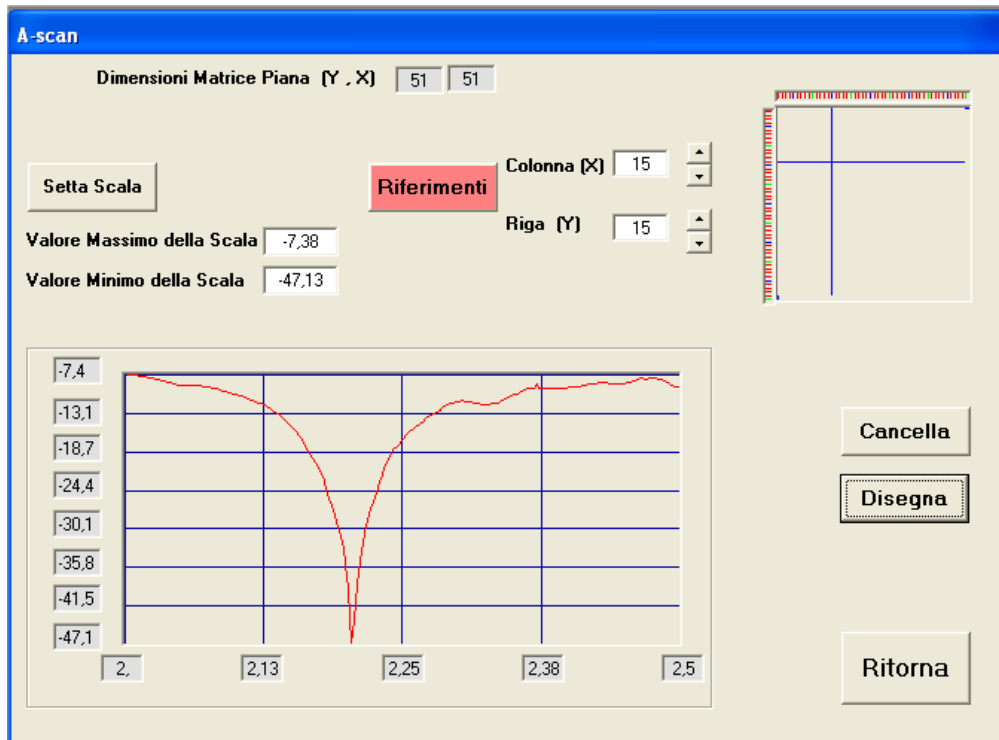 A-scan
Dimensioni Matrice Piana (Y , X) 51 51
Setta Scala
Riferimenti
Colonna (X) 15
Riga (Y) 15
Valore Massimo della Scala -7,38
Valore Minimo della Scala -47,13
-7,4
-13,1
-18,7
-24,4
-30,1
-35,8
-41,5
-47,1
2, 2,13 2,25 2,38 2,5
Cancella
Disegna
Ritorna